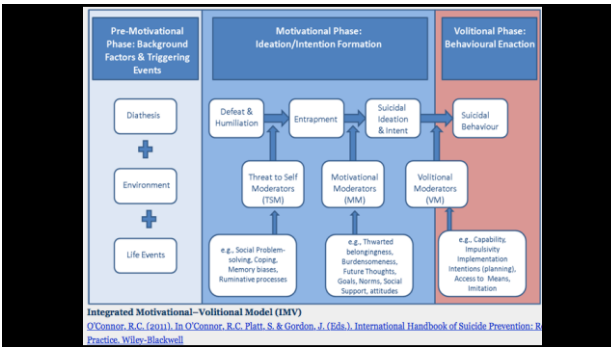 Pre-Motivational
Phase: Background
Factors & Triggering
Events
Motivational Phase:
Ideation/Intention Formation
Volitional Phase:
Behavioural Enaction
Diathesis
Environment
Life Events
Defeat &
Humiliation
Entrapment
Suicidal
Ideation
& Intent
Suicidal
Behaviour
Threat to Self
Moderators
(TSM)
Motivational
Moderators
(MM)
Volitional
Moderators
(VM)
e.g., Social Problem-
solving, Coping,
Memory biases,
Ruminative processes
e.g., Thwarted
belongingness,
Burdensomeness,
Future Thoughts,
Goals, Norms, Social
Support, attitudes
e.g., Capability,
Impulsivity
Implementation
Intentions (planning),
Access to Means,
Imitation
Integrated Motivational–Volitional Model (IMV)
O'Connor, R.C. (2011). In O'Connor, R.C. Platt, S. & Gordon, J. (Eds.). International Handbook of Suicide Prevention:
Practice. Wiley-Blackwell